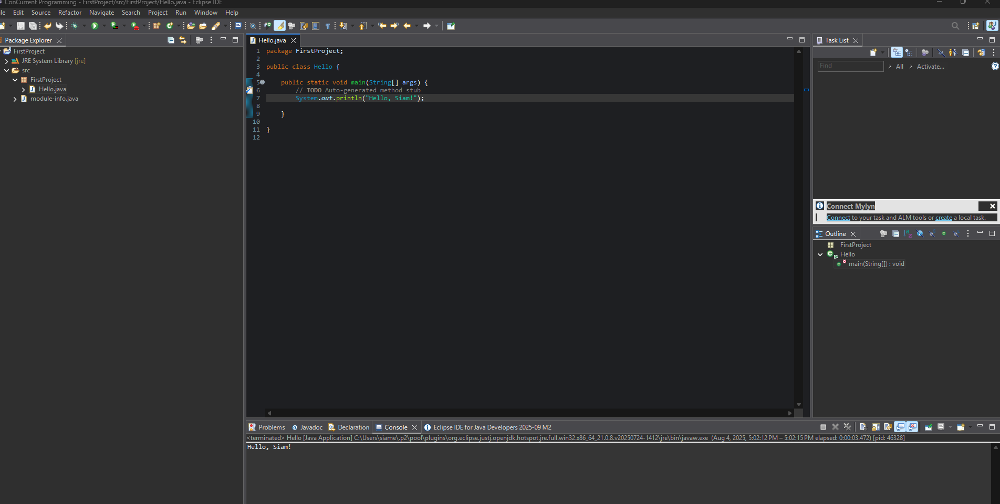 ConCurrent Programming - FirstProject/src/FirstProject/Hello.java - Eclipse IDE
le Edit Source Refactor Navigate Search Project Run Window Help
Package Explorer
FirstProject
JRE System Library [jre]
src
FirstProject
Hello.java
module-info.java
Hello.java
1 package FirstProject;
2
3 public class Hello {
4
5 public static void main(String[] args) {
6 // TODO Auto-generated method stub
7 System.out.println("Hello, Siam!");
8
9 }
10
11 }
12
Task List
Find All Activate...
Connect Mylyn
Connect to your task and ALM tools or create a local task.
Outline
FirstProject
Hello
main(String[]) : void
Problems Javadoc Declaration Console Eclipse IDE for Java Developers 2025-09 M2
<terminated> Hello [Java Application] C:\Users\siame\.p2\pool\plugins\org.eclipse.justj.openjdk.hotspot.jre.full.win32.x86_64_21.0.8.v20250724-1412\jre\bin\javaw.exe (Aug 4, 2025, 5:02:12 PM – 5:02:15 PM elapsed: 0:00:03.472) [pid: 46328]
Hello, Siam!